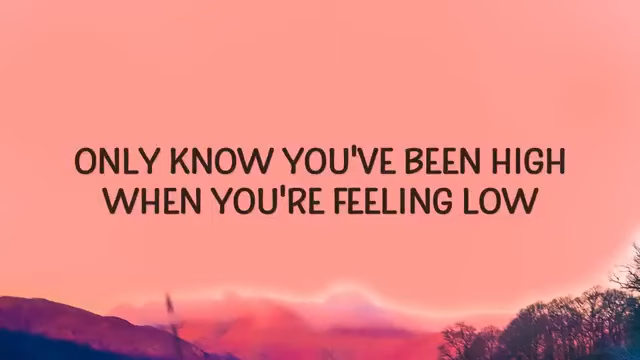 ONLY KNOW YOU'VE BEEN HIGH
WHEN YOU'RE FEELING LOW